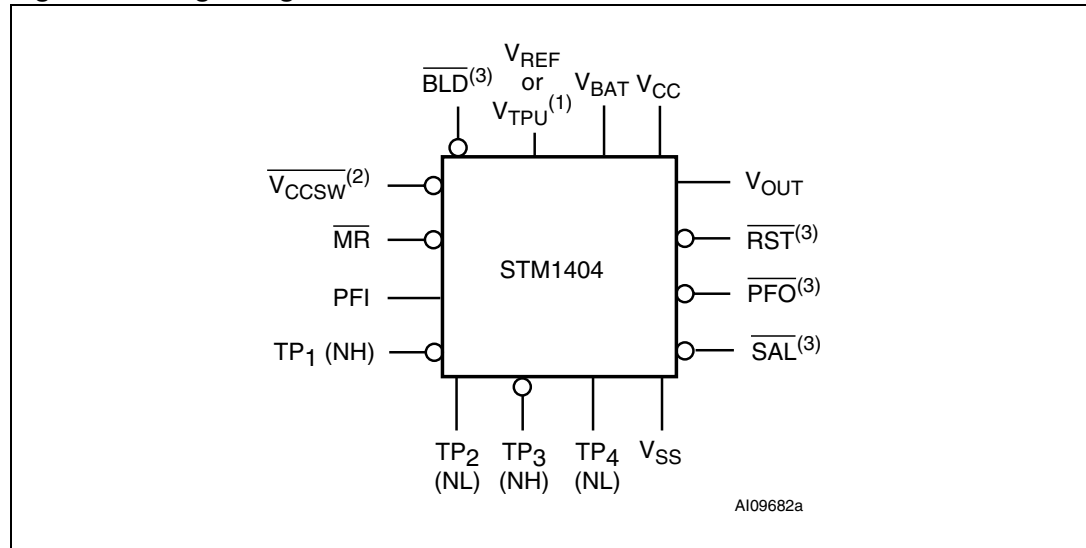 BLD(3)
VREF
or
VTPU(1)
VBAT
VCC
VCCSW(2)
MR
PFI
TP1 (NH)
STM1404
VOUT
RST(3)
PFO(3)
SAL(3)
TP2
(NL)
TP3
(NH)
TP4
(NL)
VSS
AI09682a